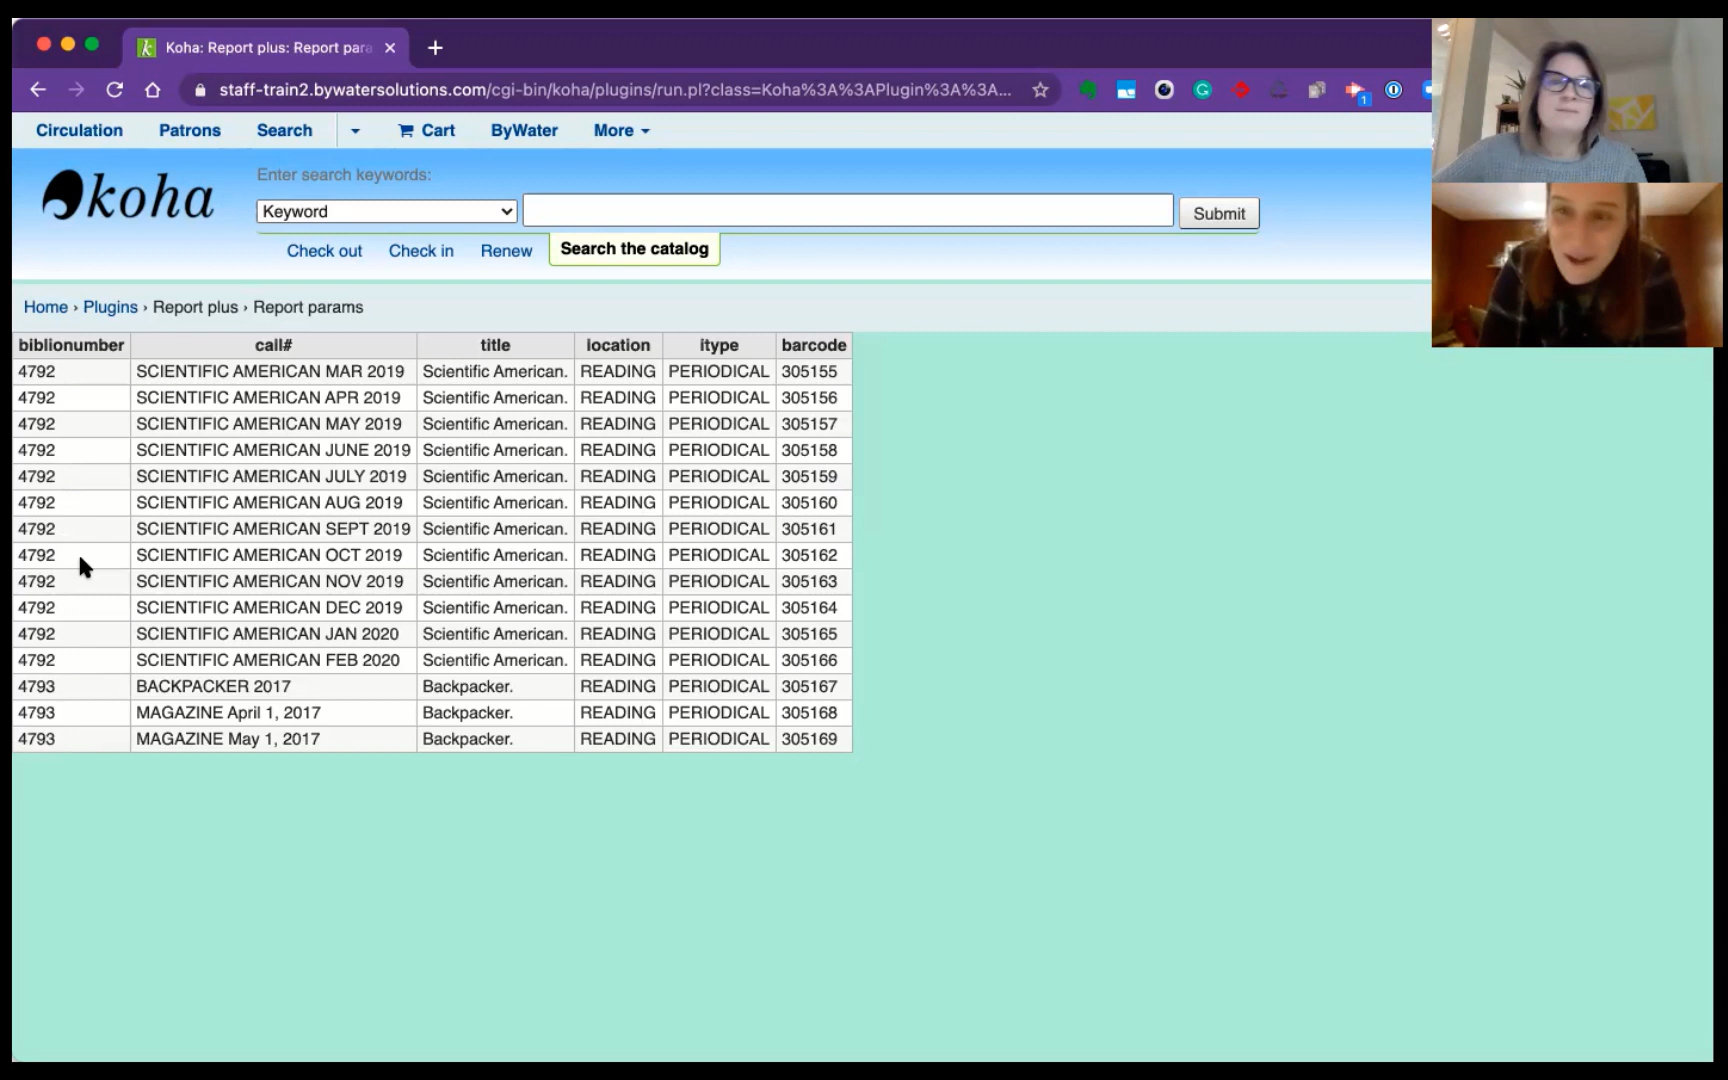 Koha: Report plus: Report para
staff-train2.bywatersolutions.com/cgi-bin/koha/plugins/run.pl?class=Koha%3A%3APlugin%3A%3A...
1
Circulation Patrons Search Cart ByWater More
koha
Enter search keywords:
Keyword Submit
Check out Check in Renew Search the catalog
Home › Plugins › Report plus › Report params
biblionumber call# title location itype barcode
4792 SCIENTIFIC AMERICAN MAR 2019 Scientific American. READING PERIODICAL 305155
4792 SCIENTIFIC AMERICAN APR 2019 Scientific American. READING PERIODICAL 305156
4792 SCIENTIFIC AMERICAN MAY 2019 Scientific American. READING PERIODICAL 305157
4792 SCIENTIFIC AMERICAN JUNE 2019 Scientific American. READING PERIODICAL 305158
4792 SCIENTIFIC AMERICAN JULY 2019 Scientific American. READING PERIODICAL 305159
4792 SCIENTIFIC AMERICAN AUG 2019 Scientific American. READING PERIODICAL 305160
4792 SCIENTIFIC AMERICAN SEPT 2019 Scientific American. READING PERIODICAL 305161
4792 SCIENTIFIC AMERICAN OCT 2019 Scientific American. READING PERIODICAL 305162
4792 SCIENTIFIC AMERICAN NOV 2019 Scientific American. READING PERIODICAL 305163
4792 SCIENTIFIC AMERICAN DEC 2019 Scientific American. READING PERIODICAL 305164
4792 SCIENTIFIC AMERICAN JAN 2020 Scientific American. READING PERIODICAL 305165
4792 SCIENTIFIC AMERICAN FEB 2020 Scientific American. READING PERIODICAL 305166
4793 BACKPACKER 2017 Backpacker. READING PERIODICAL 305167
4793 MAGAZINE April 1, 2017 Backpacker. READING PERIODICAL 305168
4793 MAGAZINE May 1, 2017 Backpacker. READING PERIODICAL 305169